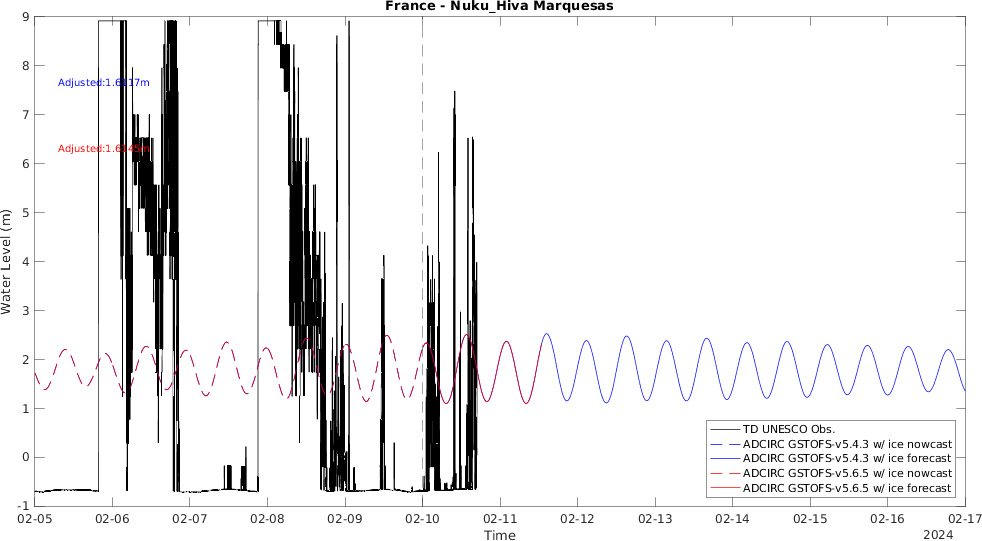 France - Nuku_Hiva Marquesas
9
8
7
6
5
4
3
2
1
0
-1
Water Level (m)
Adjusted:1.6117m
Adjusted:1.6145m
TD UNESCO Obs.
ADCIRC GSTOFS-v5.4.3 w/ ice nowcast
ADCIRC GSTOFS-v5.4.3 w/ ice forecast
ADCIRC GSTOFS-v5.6.5 w/ ice nowcast
ADCIRC GSTOFS-v5.6.5 w/ ice forecast
02-05 02-06 02-07 02-08 02-09 02-10 02-11 02-12 02-13 02-14 02-15 02-16 02-17
Time
2024